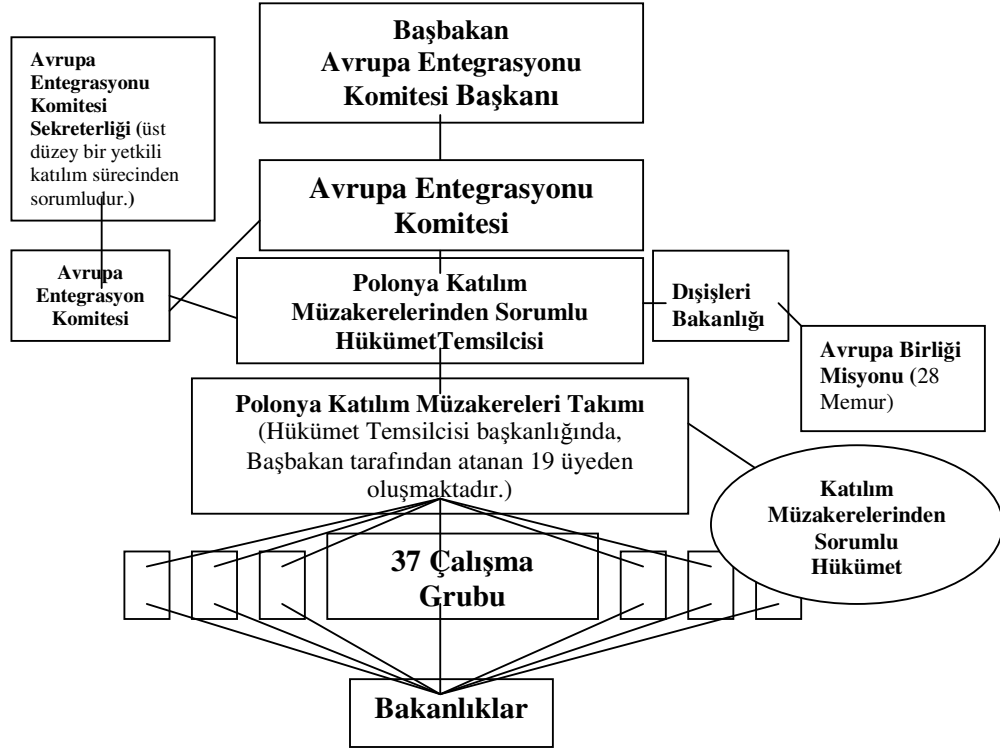 Başbakan
Avrupa Entegrasyonu
Komitesi Başkanı
Avrupa
Entegrasyonu
Komitesi
Sekreterliği (üst
düzey bir yetkili
katılım sürecinden
sorumludur.)
Avrupa Entegrasyonu
Komitesi
Avrupa
Entegrasyon
Komitesi
Polonya Katılım
Müzakerelerinden Sorumlu
HükümetTemsilcisi
Dışişleri
Bakanlığı
Avrupa Birliği
Misyonu (28
Memur)
Polonya Katılım Müzakereleri Takımı
(Hükümet Temsilcisi başkanlığında,
Başbakan tarafından atanan 19 üyeden
oluşmaktadır.)
Katılım
Müzakerelerinden
Sorumlu
Hükümet
37 Çalışma
Grubu
Bakanlıklar